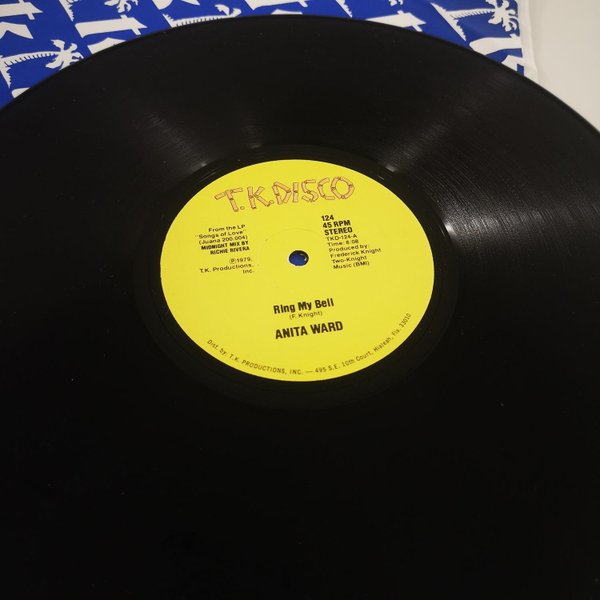 tk
T.K.DISCO
From the LP
"Songs of Love"
(Juana 200.004)
MIDNIGHT MIX BY
RICHIE RIVERA
℗1979,
T.K. Productions,
Inc.
124
45 RPM
STEREO
TKD-124-A
Time: 8:08
Produced by:
Frederick Knight
Two-Knight
Music (BMI)
Ring My Bell
(F. Knight)
ANITA WARD
Dist. by: T.K. PRODUCTIONS, INC. — 495 S.E. 10th Court, Hialeah, Fla. 33010